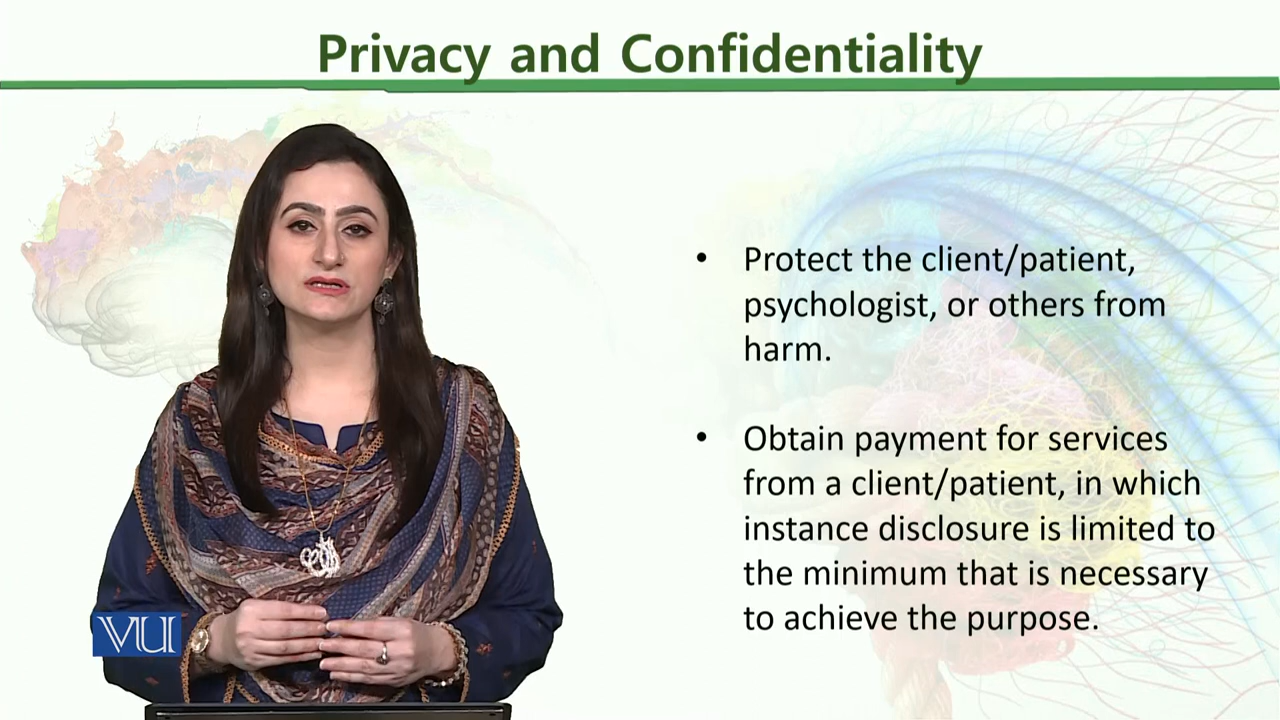 Privacy and Confidentiality
• Protect the client/patient,
psychologist, or others from
harm.
• Obtain payment for services
from a client/patient, in which
instance disclosure is limited to
the minimum that is necessary
to achieve the purpose.
VU